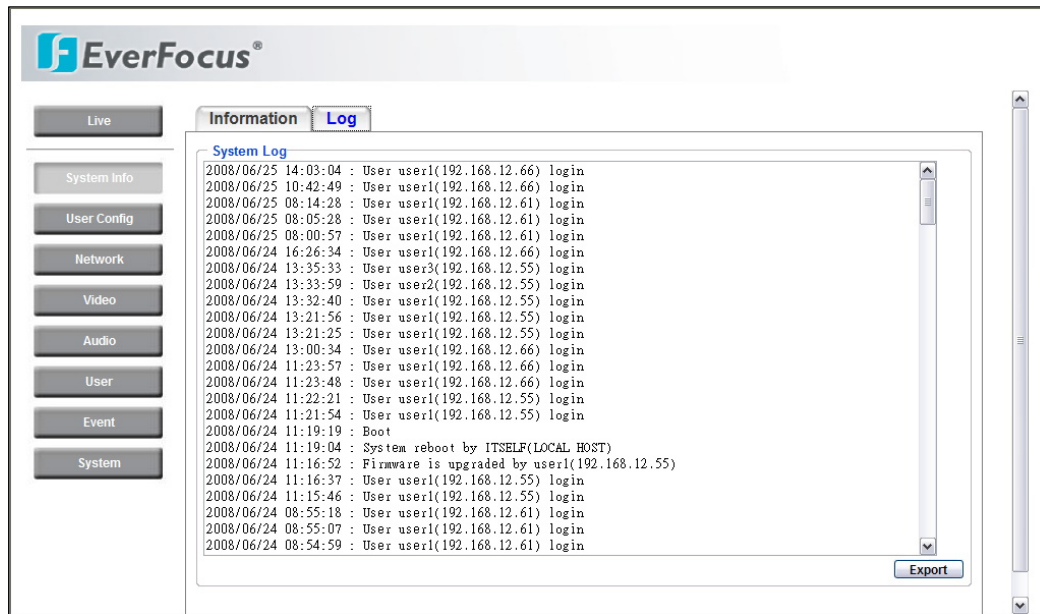 EverFocus®
Live
System Info
User Config
Network
Video
Audio
User
Event
System
Information
Log
System Log
2008/06/25 14:03:04 : User user1(192.168.12.66) login
2008/06/25 10:42:49 : User user1(192.168.12.66) login
2008/06/25 08:14:28 : User user1(192.168.12.61) login
2008/06/25 08:05:28 : User user1(192.168.12.61) login
2008/06/25 08:00:57 : User user1(192.168.12.61) login
2008/06/24 16:26:34 : User user1(192.168.12.66) login
2008/06/24 13:35:33 : User user3(192.168.12.55) login
2008/06/24 13:33:59 : User user2(192.168.12.55) login
2008/06/24 13:32:40 : User user1(192.168.12.55) login
2008/06/24 13:21:56 : User user1(192.168.12.55) login
2008/06/24 13:21:25 : User user1(192.168.12.55) login
2008/06/24 13:00:34 : User user1(192.168.12.66) login
2008/06/24 11:23:57 : User user1(192.168.12.66) login
2008/06/24 11:23:48 : User user1(192.168.12.66) login
2008/06/24 11:22:21 : User user1(192.168.12.55) login
2008/06/24 11:21:54 : User user1(192.168.12.55) login
2008/06/24 11:19:19 : Boot
2008/06/24 11:19:04 : System reboot by ITSELF(LOCAL HOST)
2008/06/24 11:16:52 : Firmware is upgraded by user1(192.168.12.55)
2008/06/24 11:16:37 : User user1(192.168.12.55) login
2008/06/24 11:15:46 : User user1(192.168.12.55) login
2008/06/24 08:55:18 : User user1(192.168.12.61) login
2008/06/24 08:55:07 : User user1(192.168.12.61) login
2008/06/24 08:54:59 : User user1(192.168.12.61) login
Export